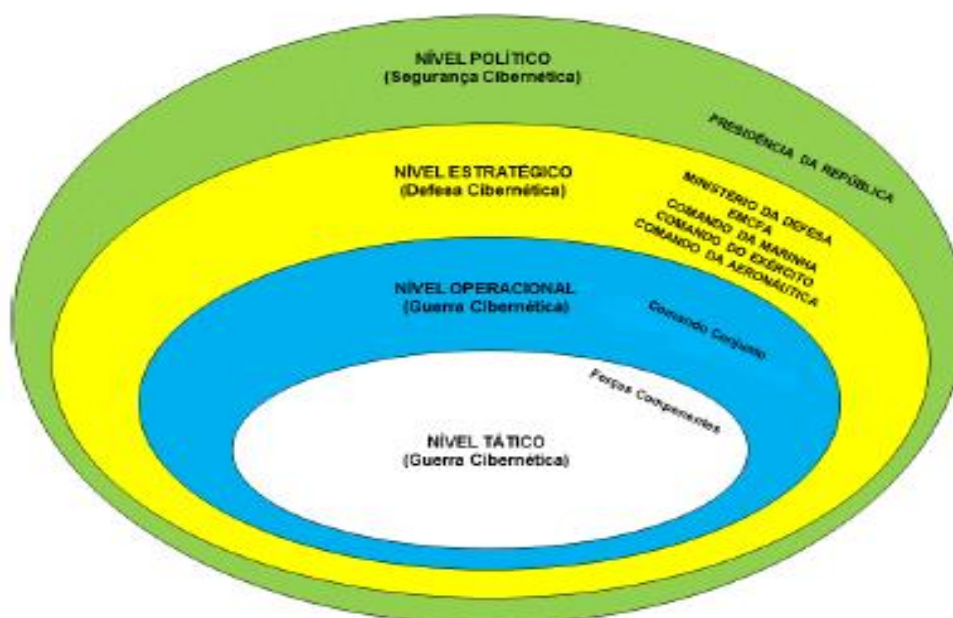 NÍVEL POLÍTICO
(Segurança Cibernética)
PRESIDÊNCIA DA REPÚBLICA
NÍVEL ESTRATÉGICO
(Defesa Cibernética)
MINISTÉRIO DA DEFESA
EMCFA
COMANDO DA MARINHA
COMANDO DO EXÉRCITO
COMANDO DA AERONÁUTICA
NÍVEL OPERACIONAL
(Guerra Cibernética)
Comando Conjunto
Forças Componentes
NÍVEL TÁTICO
(Guerra Cibernética)